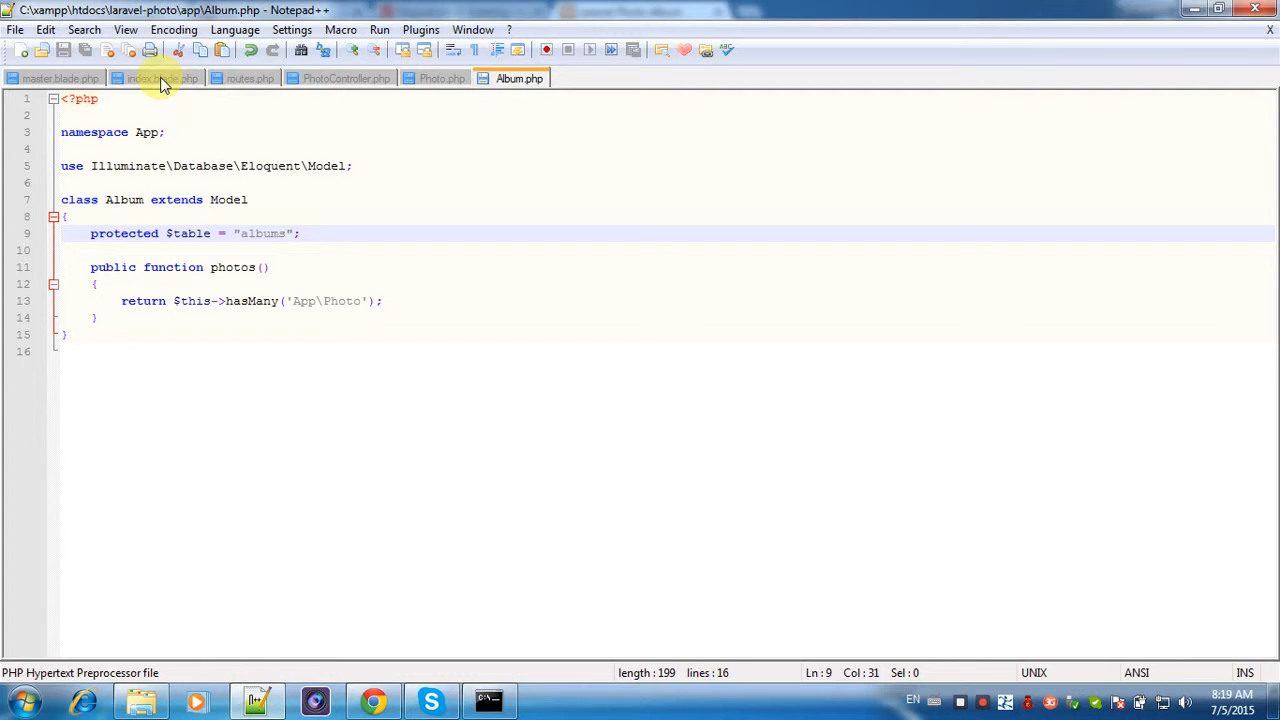 C:\xampp\htdocs\laravel-photo\app\Album.php - Notepad++
File Edit Search View Encoding Language Settings Macro Run Plugins Window ? X
master.blade.php index.blade.php routes.php PhotoController.php Photo.php Album.php
1 <?php
2
3 namespace App;
4
5 use Illuminate\Database\Eloquent\Model;
6
7 class Album extends Model
8 {
9 protected $table = "albums";
10
11 public function photos()
12 {
13 return $this->hasMany('App\Photo');
14 }
15 }
16
PHP Hypertext Preprocessor file length : 199 lines : 16 Ln : 9 Col : 31 Sel : 0 UNIX ANSI INS
EN 8:19 AM
7/5/2015